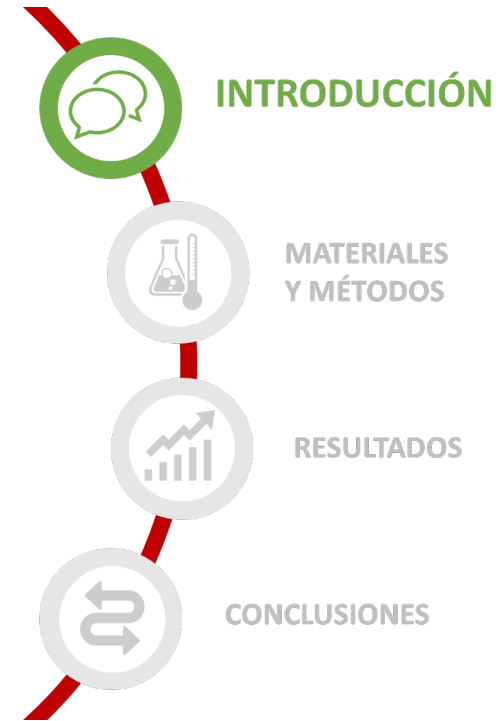 INTRODUCCIÓN
MATERIALES
Y MÉTODOS
RESULTADOS
CONCLUSIONES